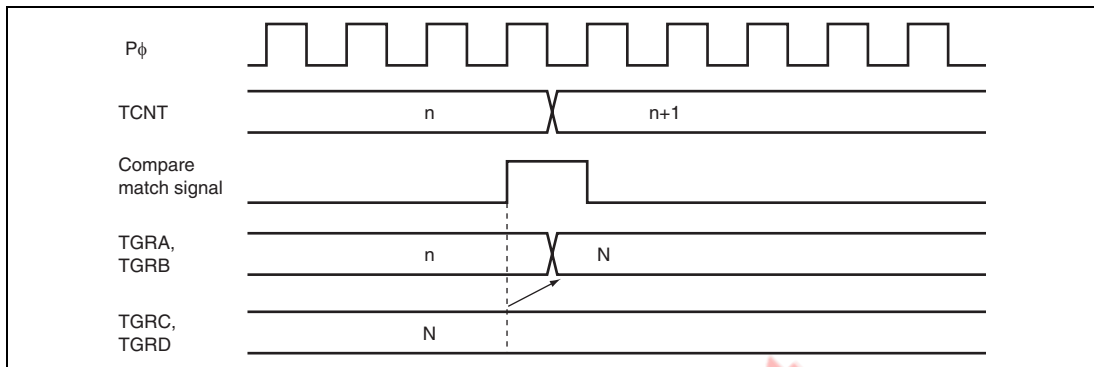 Pϕ
TCNT n n+1
Compare
match signal
TGRA,
TGRB n N
TGRC,
TGRD N